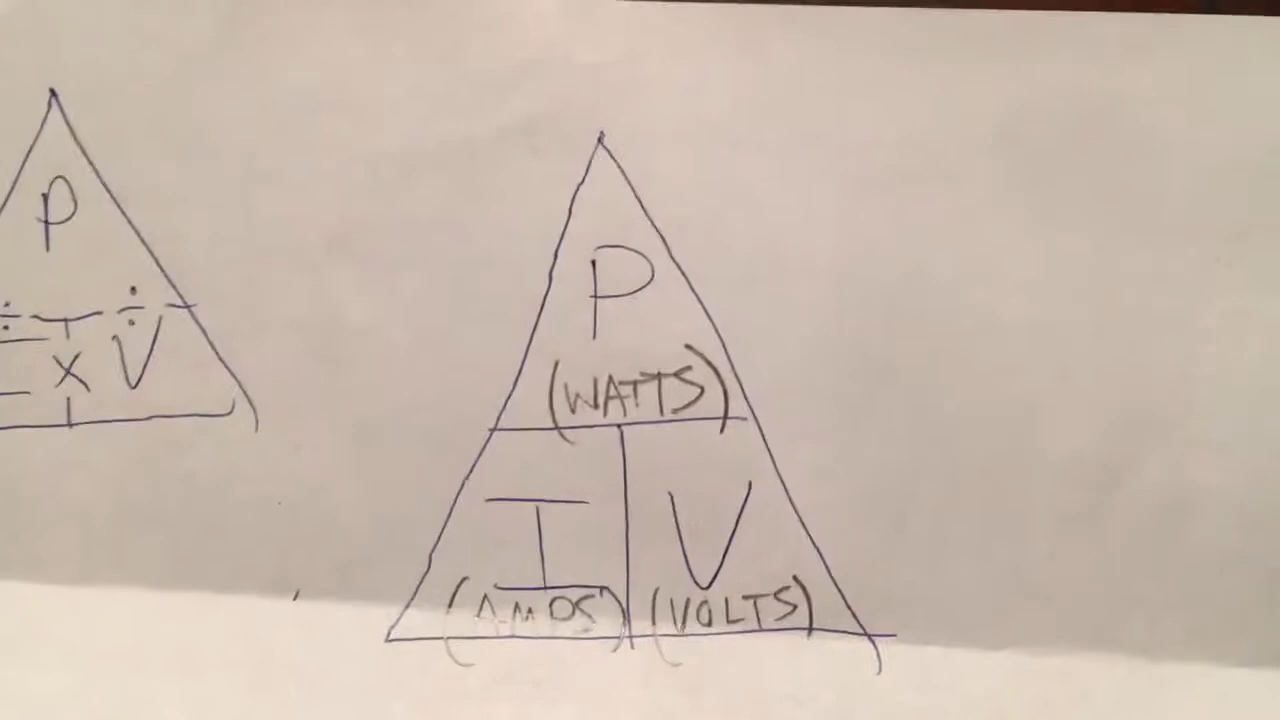 P
÷ ÷
X V
P
(WATTS)
I V
(AMPS) (VOLTS)